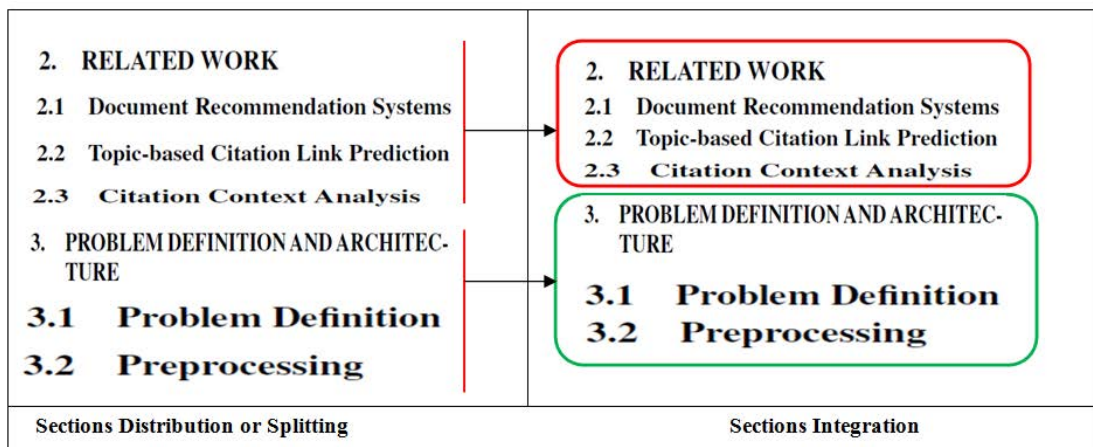 2. RELATED WORK
2.1 Document Recommendation Systems
2.2 Topic-based Citation Link Prediction
2.3 Citation Context Analysis
3. PROBLEM DEFINITION AND ARCHITEC-
TURE
3.1 Problem Definition
3.2 Preprocessing
Sections Distribution or Splitting
2. RELATED WORK
2.1 Document Recommendation Systems
2.2 Topic-based Citation Link Prediction
2.3 Citation Context Analysis
3. PROBLEM DEFINITION AND ARCHITEC-
TURE
3.1 Problem Definition
3.2 Preprocessing
Sections Integration